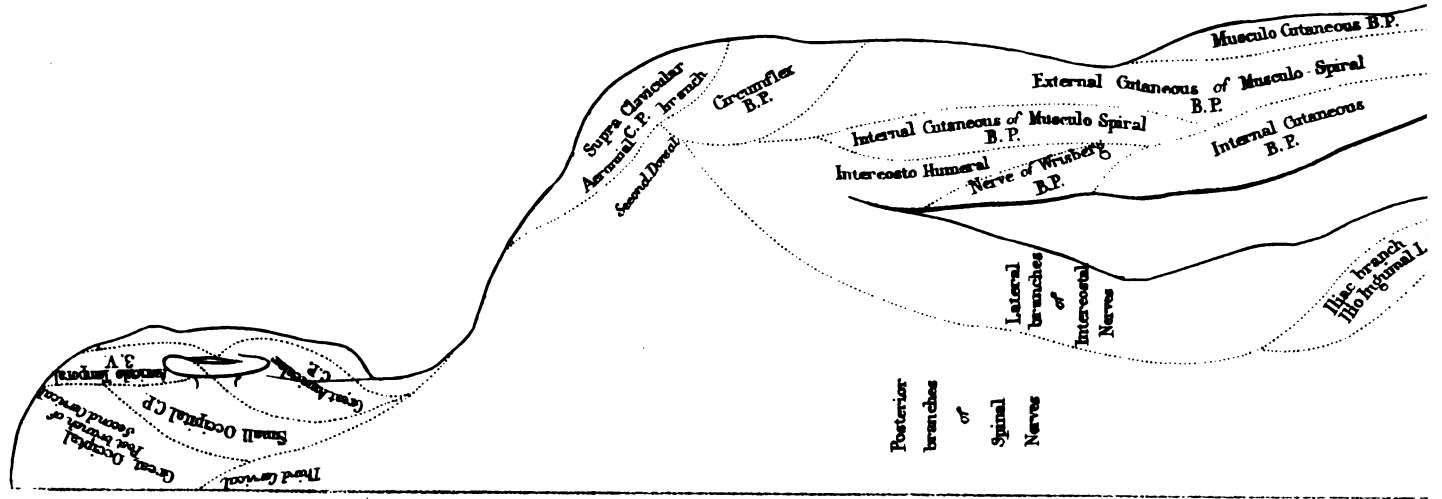 Musculo Cutaneous B.P.
External Cutaneous of Musculo-Spiral
B.P.
Internal Cutaneous of Musculo Spiral
B.P.
Internal Cutaneous
B.P.
Intercosto Humeral
Nerve of Wrisberg
B.P.
Supra Clavicular
Acromial C.P. branch
Circumflex
B.P.
Second Dorsal
Lateral
branches
of
Intercostal
Nerves
Iliac branch
Ilio Inguinal L
Posterior
branches
of
Spinal
Nerves
Temporal
3.V.
Great Auricular
C.P.
Small Occipital C.P.
Great Occipital
Post branch of
Second Cervical
Third Cervical